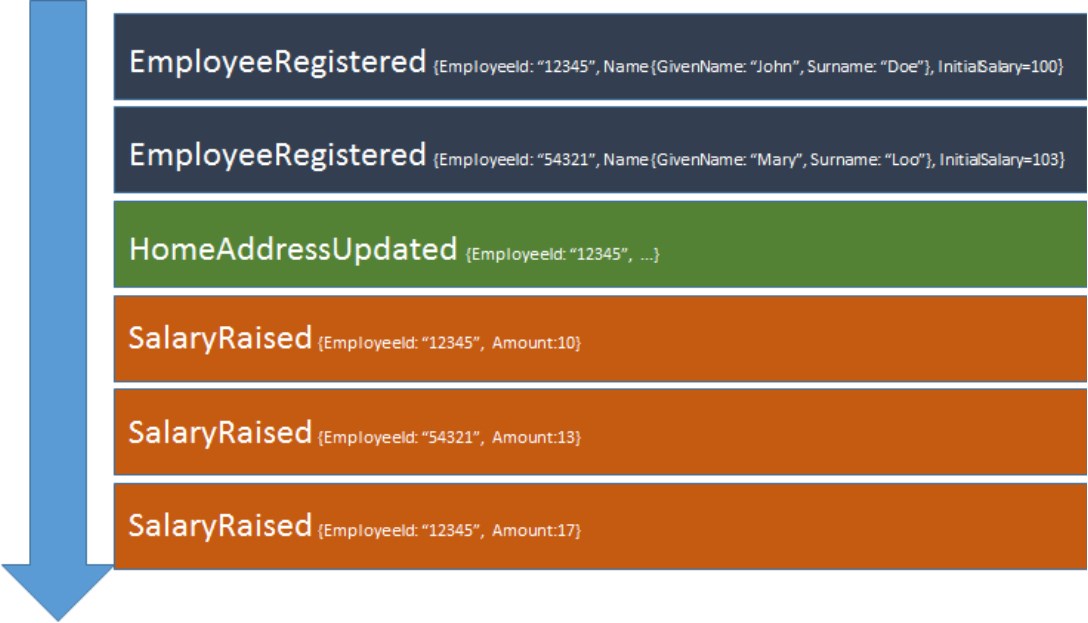 EmployeeRegistered {EmployeeId: “12345”, Name{GivenName: “John”, Surname: “Doe”}, InitialSalary=100}
EmployeeRegistered {EmployeeId: “54321”, Name{GivenName: “Mary”, Surname: “Loo”}, InitialSalary=103}
HomeAddressUpdated {EmployeeId: “12345”, …}
SalaryRaised {EmployeeId: “12345”, Amount:10}
SalaryRaised {EmployeeId: “54321”, Amount:13}
SalaryRaised {EmployeeId: “12345”, Amount:17}